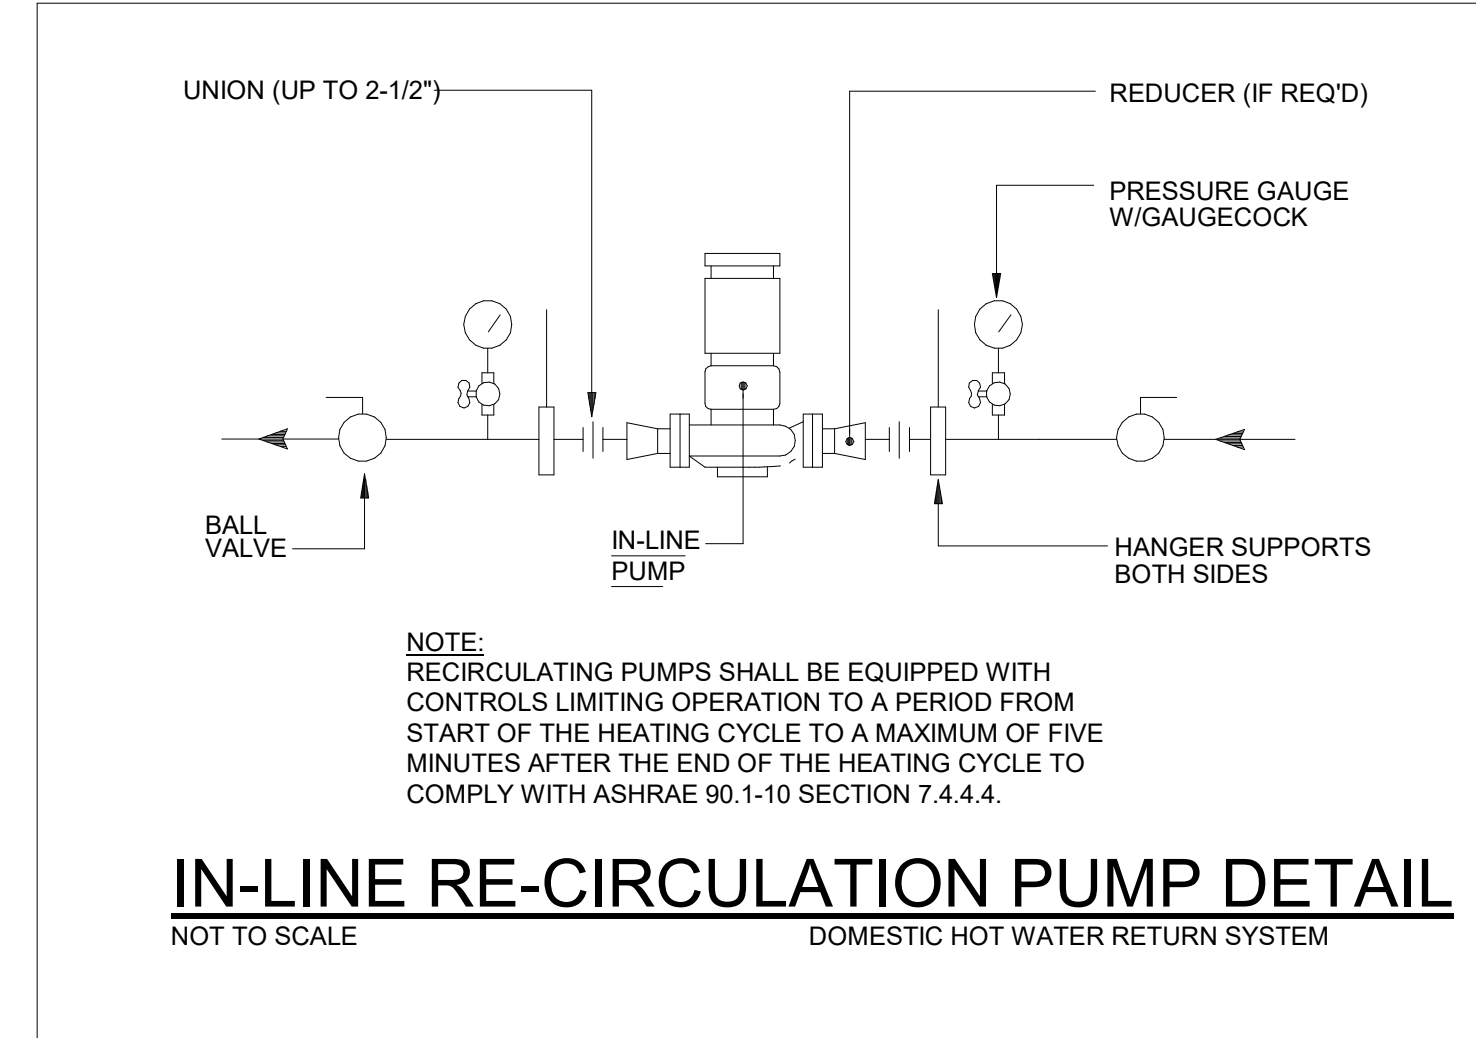 UNION (UP TO 2-1/2")
REDUCER (IF REQ'D)
PRESSURE GAUGE
W/GAUGECOCK
BALL
VALVE
IN-LINE
PUMP
HANGER SUPPORTS
BOTH SIDES
NOTE:
RECIRCULATING PUMPS SHALL BE EQUIPPED WITH
CONTROLS LIMITING OPERATION TO A PERIOD FROM
START OF THE HEATING CYCLE TO A MAXIMUM OF FIVE
MINUTES AFTER THE END OF THE HEATING CYCLE TO
COMPLY WITH ASHRAE 90.1-10 SECTION 7.4.4.4.
IN-LINE RE-CIRCULATION PUMP DETAIL
NOT TO SCALE
DOMESTIC HOT WATER RETURN SYSTEM